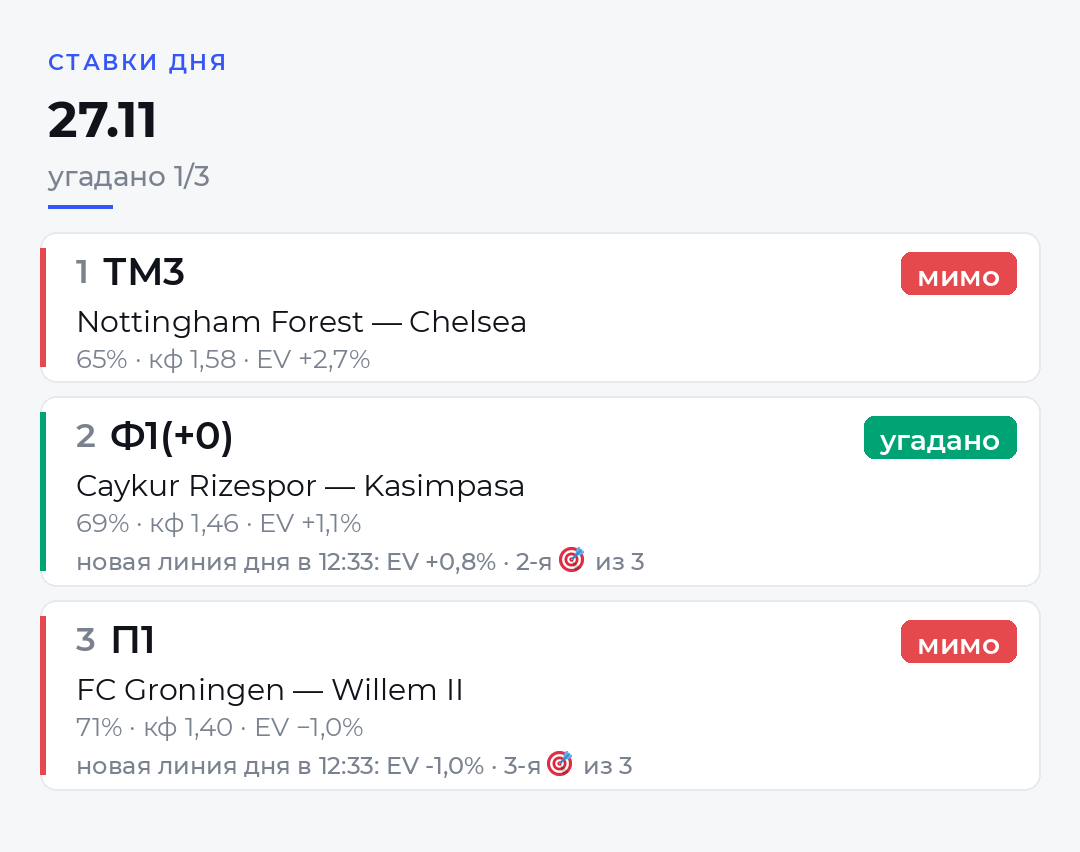 СТАВКИ ДНЯ
27.11
угадано 1/3
1 ТМ3
мимо
Nottingham Forest — Chelsea
65% · кф 1,58 · EV +2,7%
2 Ф1(+0)
угадано
Caykur Rizespor — Kasimpasa
69% · кф 1,46 · EV +1,1%
новая линия дня в 12:33: EV +0,8% · 2-я 🎯 из 3
3 П1
мимо
FC Groningen — Willem II
71% · кф 1,40 · EV −1,0%
новая линия дня в 12:33: EV -1,0% · 3-я 🎯 из 3